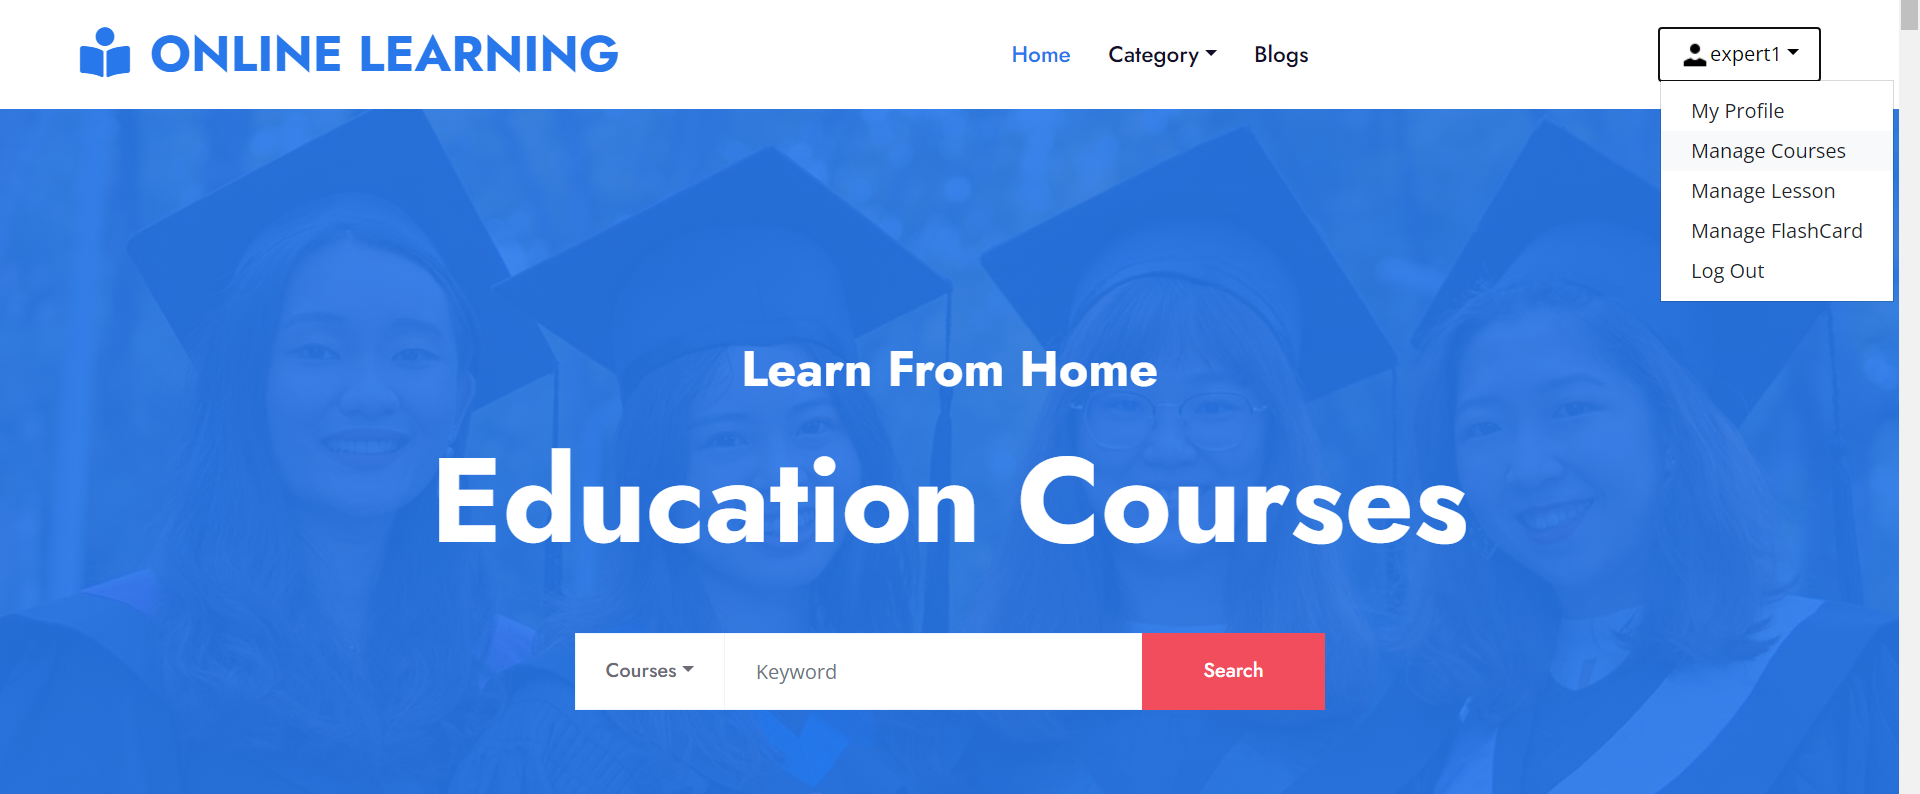 ONLINE LEARNING
Home Category Blogs
expert1
My Profile
Manage Courses
Manage Lesson
Manage FlashCard
Log Out
Learn From Home
Education Courses
Courses Keyword Search